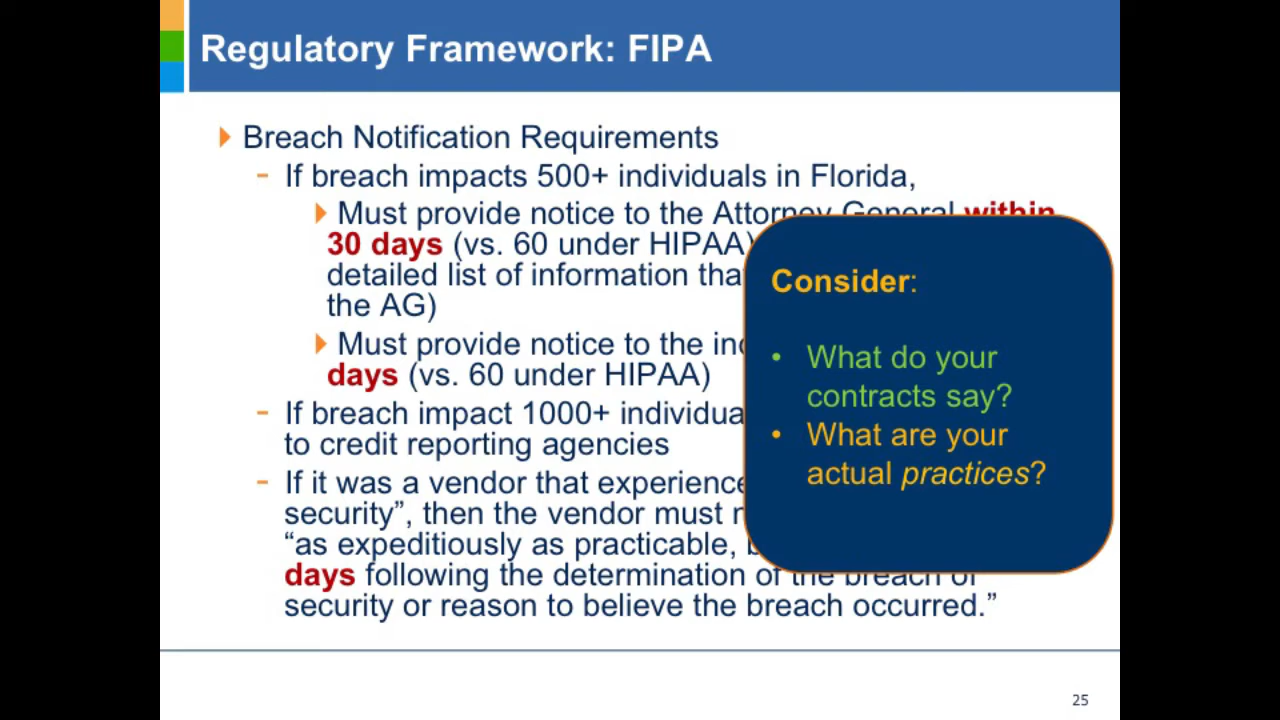 Regulatory Framework: FIPA
Breach Notification Requirements
- If breach impacts 500+ individuals in Florida,
Must provide notice to the Attorney General within
30 days (vs. 60 under HIPAA)
detailed list of information
the AG)
Must provide notice to the
days (vs. 60 under HIPAA)
- If breach impact 1000+
to credit reporting agencies
- If it was a vendor that
security”, then the vendor must
“as expeditiously as practicable,
days following the determination of the breach of
security or reason to believe the breach occurred.”
Consider:
• What do your
contracts say?
• What are your
actual practices?
25